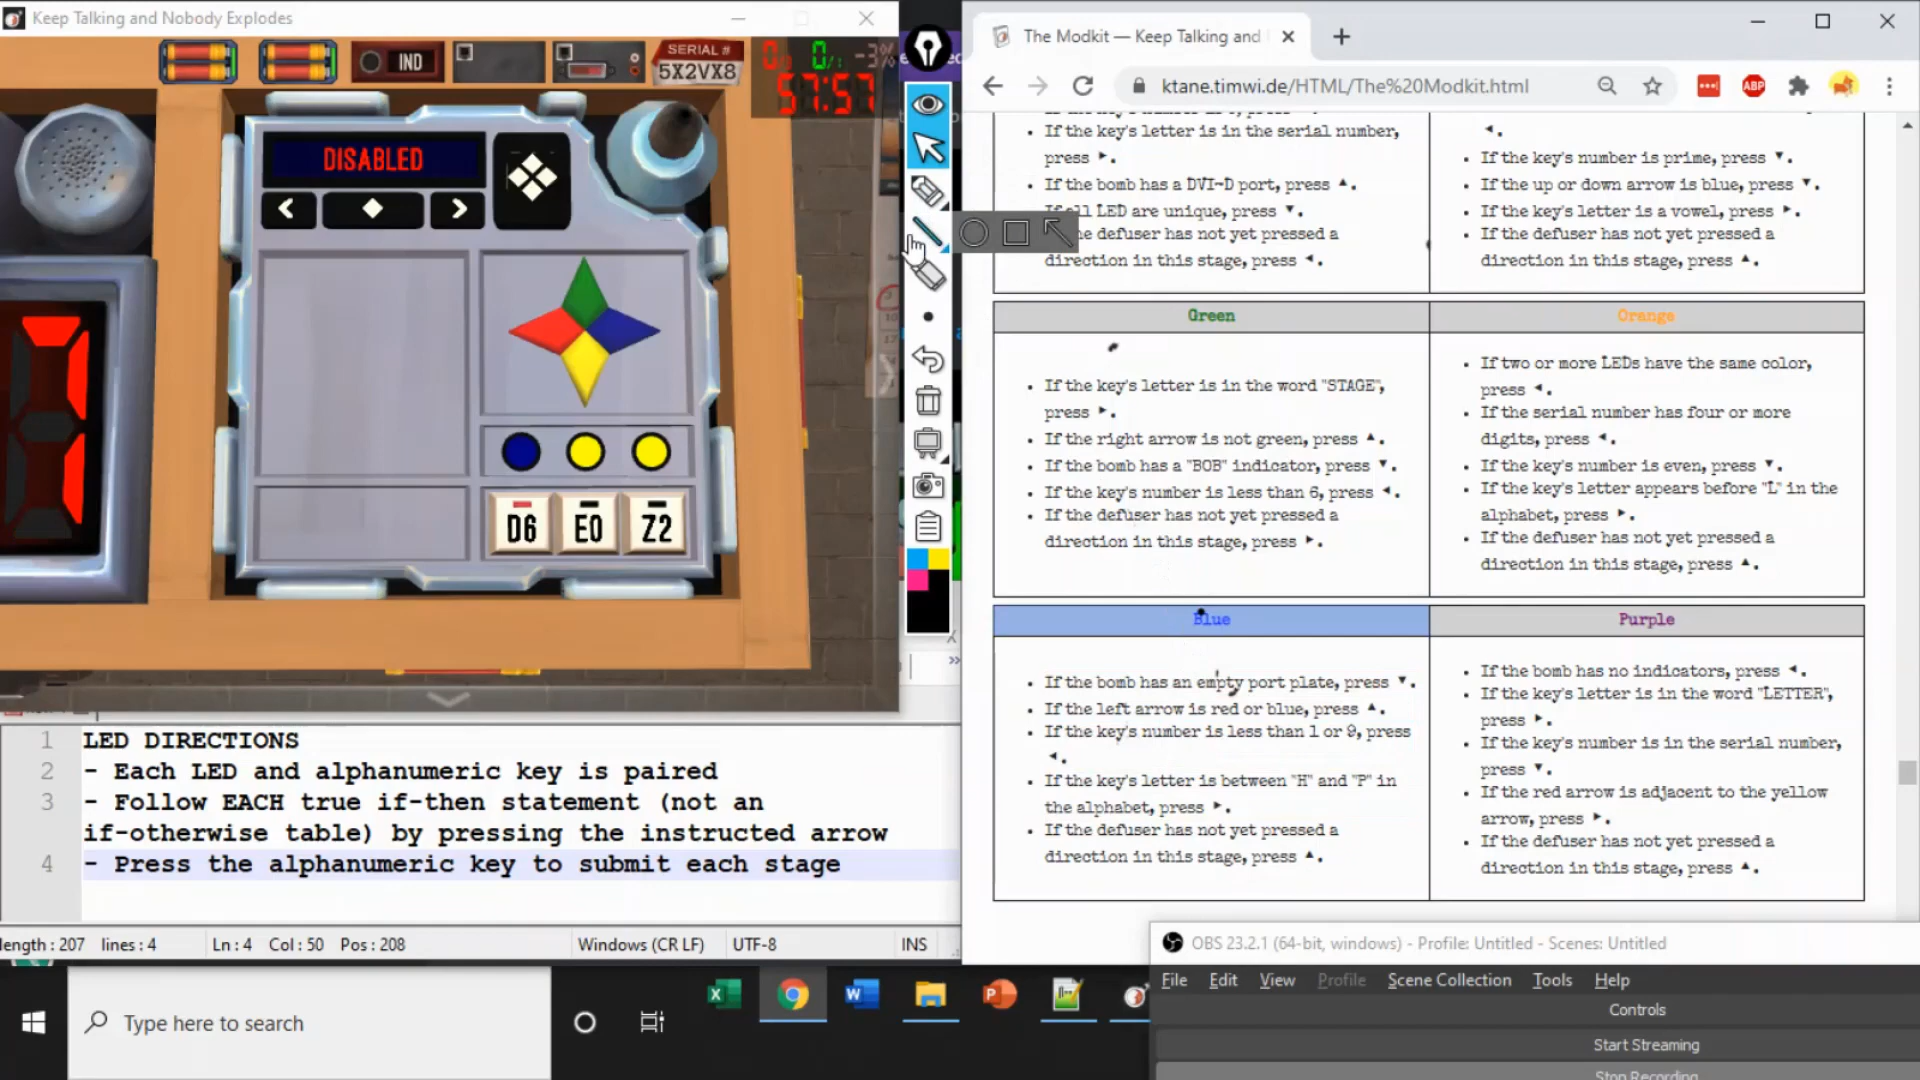 Keep Talking and Nobody Explodes
IND
SERIAL #
5X2VX8
-3%
57:57
DISABLED
D6
E0
Z2
The Modkit — Keep Talking and
ktane.timwi.de/HTML/The%20Modkit.html
ABP
• If the key's letter is in the serial number,
press ►.
• If the bomb has a DVI-D port, press ▲.
all LED are unique, press ▼.
the defuser has not yet pressed a
direction in this stage, press ◄.
◄.
• If the key's number is prime, press ▼.
• If the up or down arrow is blue, press ▼.
• If the key's letter is a vowel, press ►.
• If the defuser has not yet pressed a
direction in this stage, press ▲.
Green
• If the key's letter is in the word "STAGE",
press ►.
• If the right arrow is not green, press ▲.
• If the bomb has a "BOB" indicator, press ▼.
• If the key's number is less than 6, press ◄.
• If the defuser has not yet pressed a
direction in this stage, press ►.
Orange
• If two or more LEDs have the same color,
press ◄.
• If the serial number has four or more
digits, press ◄.
• If the key's number is even, press ▼.
• If the key's letter appears before "L" in the
alphabet, press ►.
• If the defuser has not yet pressed a
direction in this stage, press ▲.
Blue
• If the bomb has an empty port plate, press ▼.
• If the left arrow is red or blue, press ▲.
• If the key's number is less than 1 or 9, press
◄.
• If the key's letter is between "H" and "P" in
the alphabet, press ►.
• If the defuser has not yet pressed a
direction in this stage, press ▲.
Purple
• If the bomb has no indicators, press ◄.
• If the key's letter is in the word "LETTER",
press ►.
• If the key's number is in the serial number,
press ▼.
• If the red arrow is adjacent to the yellow
arrow, press ►.
• If the defuser has not yet pressed a
direction in this stage, press ▲.
1 LED DIRECTIONS
2 - Each LED and alphanumeric key is paired
3 - Follow EACH true if-then statement (not an
if-otherwise table) by pressing the instructed arrow
4 - Press the alphanumeric key to submit each stage
length : 207 lines : 4
Ln : 4 Col : 50 Pos : 208
Windows (CR LF)
UTF-8
INS
OBS 23.2.1 (64-bit, windows) - Profile: Untitled - Scenes: Untitled
File Edit View Profile Scene Collection Tools Help
Controls
Start Streaming
Stop Recording
Type here to search